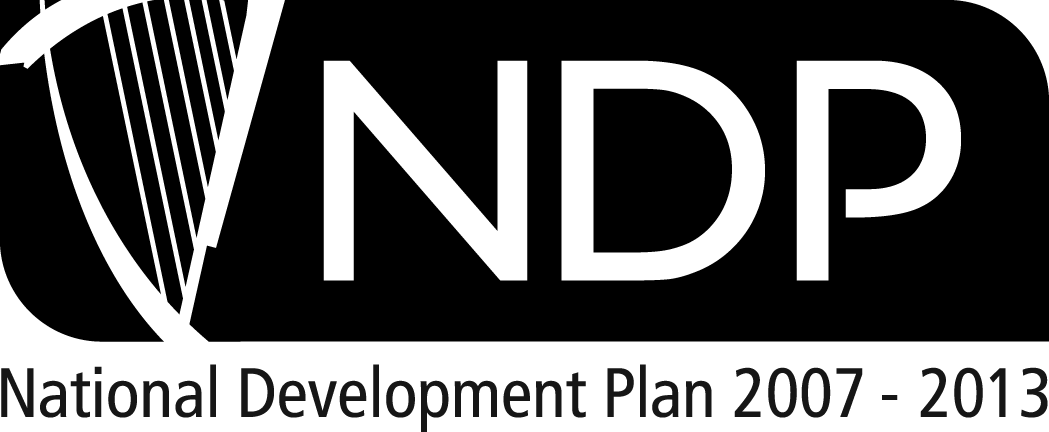 NDP
National Development Plan 2007 - 2013